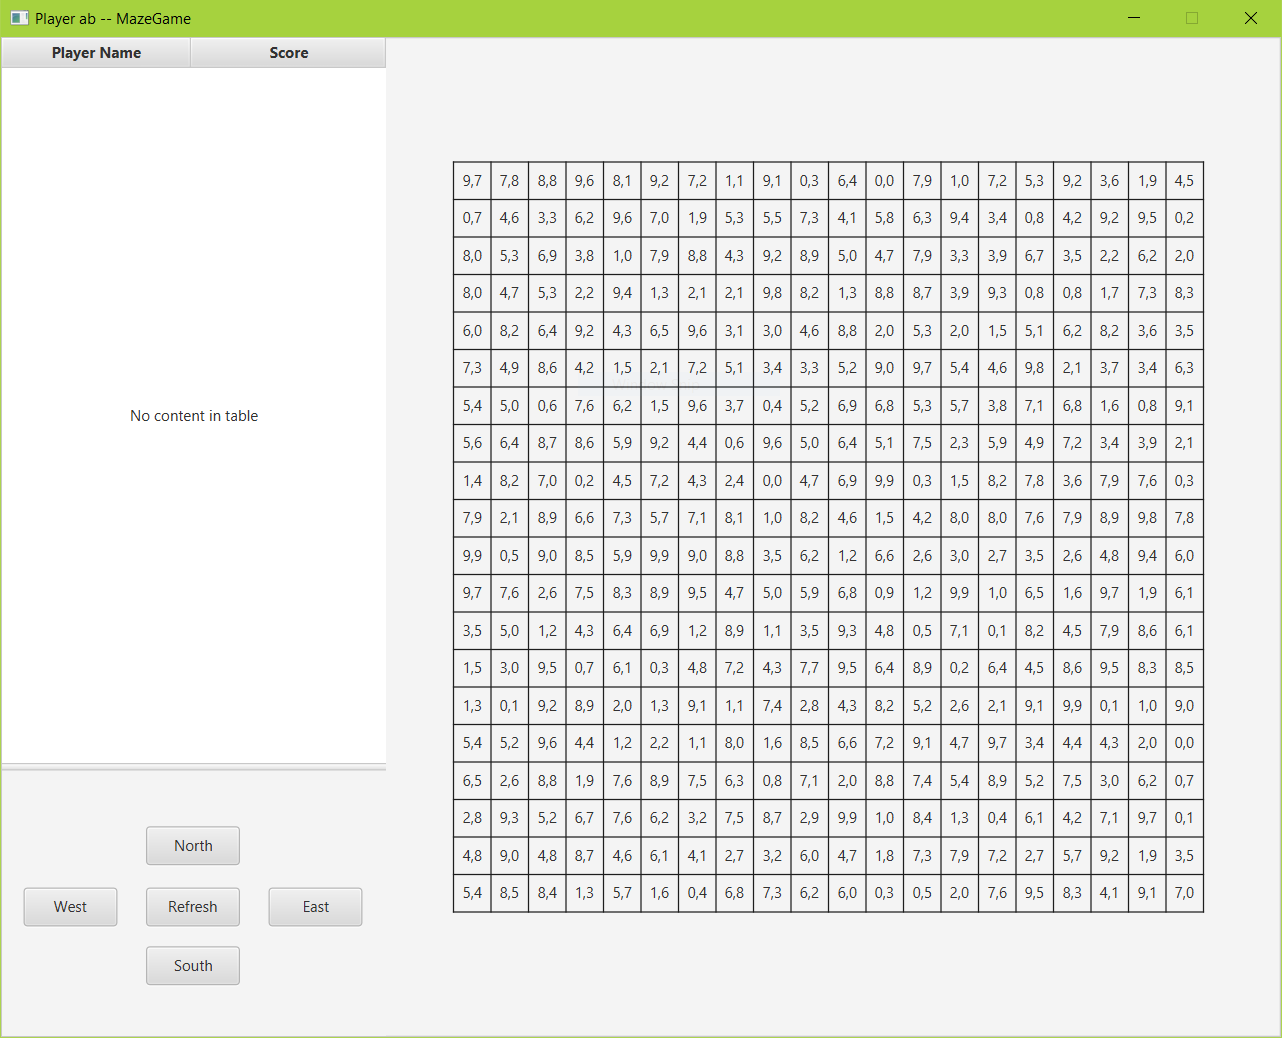 Player ab -- MazeGame
Player Name Score
No content in table
9,7 7,8 8,8 9,6 8,1 9,2 7,2 1,1 9,1 0,3 6,4 0,0 7,9 1,0 7,2 5,3 9,2 3,6 1,9 4,5
0,7 4,6 3,3 6,2 9,6 7,0 1,9 5,3 5,5 7,3 4,1 5,8 6,3 9,4 3,4 0,8 4,2 9,2 9,5 0,2
8,0 5,3 6,9 3,8 1,0 7,9 8,8 4,3 9,2 8,9 5,0 4,7 7,9 3,3 3,9 6,7 3,5 2,2 6,2 2,0
8,0 4,7 5,3 2,2 9,4 1,3 2,1 2,1 9,8 8,2 1,3 8,8 8,7 3,9 9,3 0,8 0,8 1,7 7,3 8,3
6,0 8,2 6,4 9,2 4,3 6,5 9,6 3,1 3,0 4,6 8,8 2,0 5,3 2,0 1,5 5,1 6,2 8,2 3,6 3,5
7,3 4,9 8,6 4,2 1,5 2,1 7,2 5,1 3,4 3,3 5,2 9,0 9,7 5,4 4,6 9,8 2,1 3,7 3,4 6,3
5,4 5,0 0,6 7,6 6,2 1,5 9,6 3,7 0,4 5,2 6,9 6,8 5,3 5,7 3,8 7,1 6,8 1,6 0,8 9,1
5,6 6,4 8,7 8,6 5,9 9,2 4,4 0,6 9,6 5,0 6,4 5,1 7,5 2,3 5,9 4,9 7,2 3,4 3,9 2,1
1,4 8,2 7,0 0,2 4,5 7,2 4,3 2,4 0,0 4,7 6,9 9,9 0,3 1,5 8,2 7,8 3,6 7,9 7,6 0,3
7,9 2,1 8,9 6,6 7,3 5,7 7,1 8,1 1,0 8,2 4,6 1,5 4,2 8,0 8,0 7,6 7,9 8,9 9,8 7,8
9,9 0,5 9,0 8,5 5,9 9,9 9,0 8,8 3,5 6,2 1,2 6,6 2,6 3,0 2,7 3,5 2,6 4,8 9,4 6,0
9,7 7,6 2,6 7,5 8,3 8,9 9,5 4,7 5,0 5,9 6,8 0,9 1,2 9,9 1,0 6,5 1,6 9,7 1,9 6,1
3,5 5,0 1,2 4,3 6,4 6,9 1,2 8,9 1,1 3,5 9,3 4,8 0,5 7,1 0,1 8,2 4,5 7,9 8,6 6,1
1,5 3,0 9,5 0,7 6,1 0,3 4,8 7,2 4,3 7,7 9,5 6,4 8,9 0,2 6,4 4,5 8,6 9,5 8,3 8,5
1,3 0,1 9,2 8,9 2,0 1,3 9,1 1,1 7,4 2,8 4,3 8,2 5,2 2,6 2,1 9,1 9,9 0,1 1,0 9,0
5,4 5,2 9,6 4,4 1,2 2,2 1,1 8,0 1,6 8,5 6,6 7,2 9,1 4,7 9,7 3,4 4,4 4,3 2,0 0,0
6,5 2,6 8,8 1,9 7,6 8,9 7,5 6,3 0,8 7,1 2,0 8,8 7,4 5,4 8,9 5,2 7,5 3,0 6,2 0,7
2,8 9,3 5,2 6,7 7,6 6,2 3,2 7,5 8,7 2,9 9,9 1,0 8,4 1,3 0,4 6,1 4,2 7,1 9,7 0,1
4,8 9,0 4,8 8,7 4,6 6,1 4,1 2,7 3,2 6,0 4,7 1,8 7,3 7,9 7,2 2,7 5,7 9,2 1,9 3,5
5,4 8,5 8,4 1,3 5,7 1,6 0,4 6,8 7,3 6,2 6,0 0,3 0,5 2,0 7,6 9,5 8,3 4,1 9,1 7,0
North
West Refresh East
South